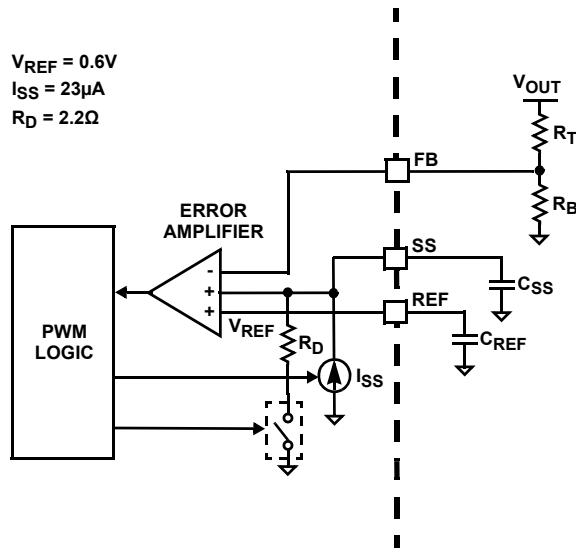 V_REF = 0.6V
I_SS = 23µA
R_D = 2.2Ω
V_OUT
R_T
FB
R_B
ERROR
AMPLIFIER
SS
-
+
C_SS
+
REF
V_REF
R_D
C_REF
PWM
LOGIC
I_SS